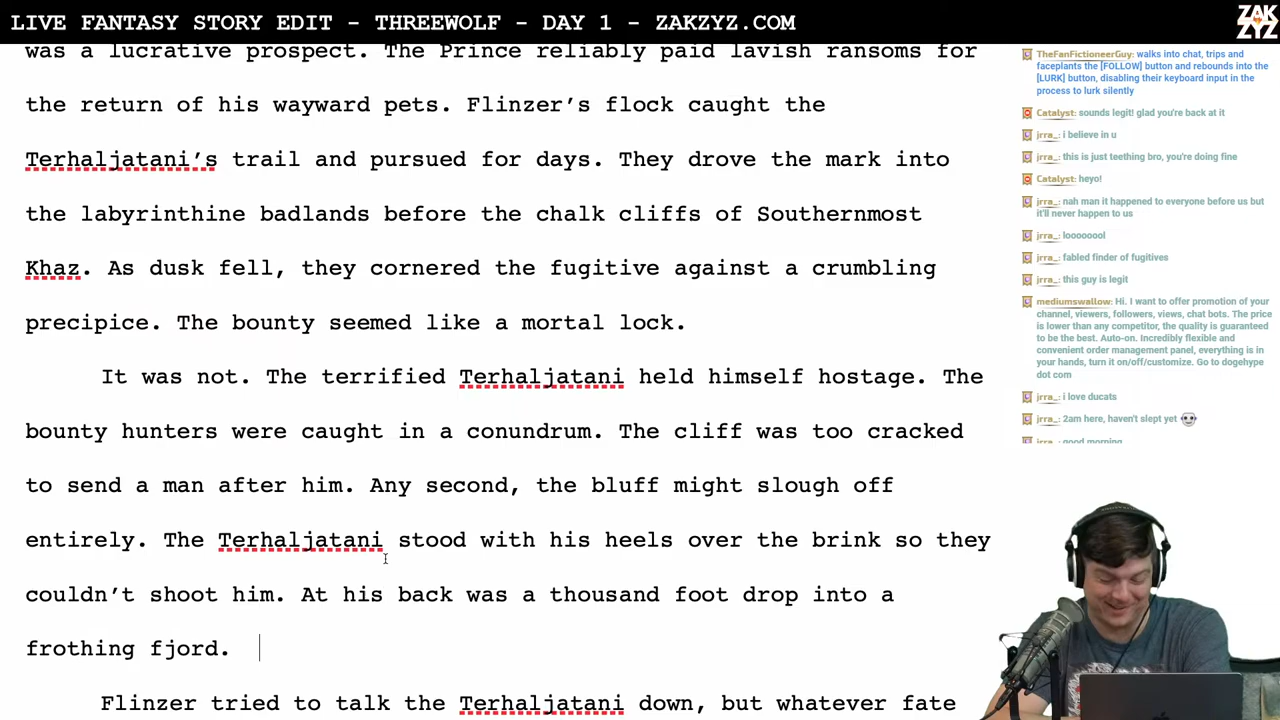 LIVE FANTASY STORY EDIT - THREEWOLF - DAY 1 - ZAKZYZ.COM
ZAK
ZYZ
was a lucrative prospect. The Prince reliably paid lavish ransoms for
the return of his wayward pets. Flinzer’s flock caught the
Terhaljatani’s trail and pursued for days. They drove the mark into
the labyrinthine badlands before the chalk cliffs of Southernmost
Khaz. As dusk fell, they cornered the fugitive against a crumbling
precipice. The bounty seemed like a mortal lock.
It was not. The terrified Terhaljatani held himself hostage. The
bounty hunters were caught in a conundrum. The cliff was too cracked
to send a man after him. Any second, the bluff might slough off
entirely. The Terhaljatani stood with his heels over the brink so they
couldn’t shoot him. At his back was a thousand foot drop into a
frothing fjord.
Flinzer tried to talk the Terhaljatani down, but whatever fate
TheFanFictioneerGuy: walks into chat, trips and
faceplants the [FOLLOW] button and rebounds into the
[LURK] button, disabling their keyboard input in the
process to lurk silently
Catalyst: sounds legit! glad you're back at it
jrra_: i believe in u
jrra_: this is just teething bro, you're doing fine
Catalyst: heyo!
jrra_: nah man it happened to everyone before us but
it'll never happen to us
jrra_: loooooool
jrra_: fabled finder of fugitives
jrra_: this guy is legit
mediumswallow: Hi. I want to offer promotion of your
channel, viewers, followers, views, chat bots. The price
is lower than any competitor, the quality is guaranteed
to be the best. Auto-on. Incredibly flexible and
convenient order management panel, everything is in
your hands, turn it on/off/customize. Go to dogehype
dot com
jrra_: i love ducats
jrra_: 2am here, haven't slept yet
jrra_: good morning